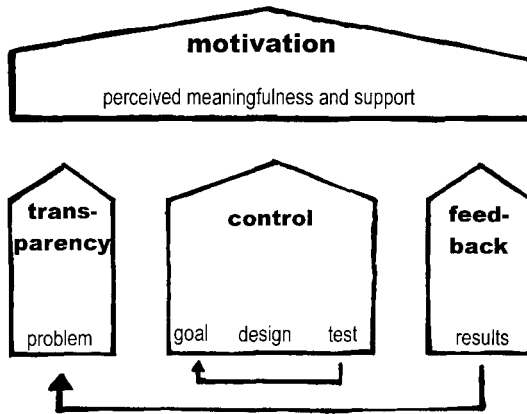 motivation
perceived meaningfulness and support
trans-
parency
problem
control
goal design test
feed-
back
results